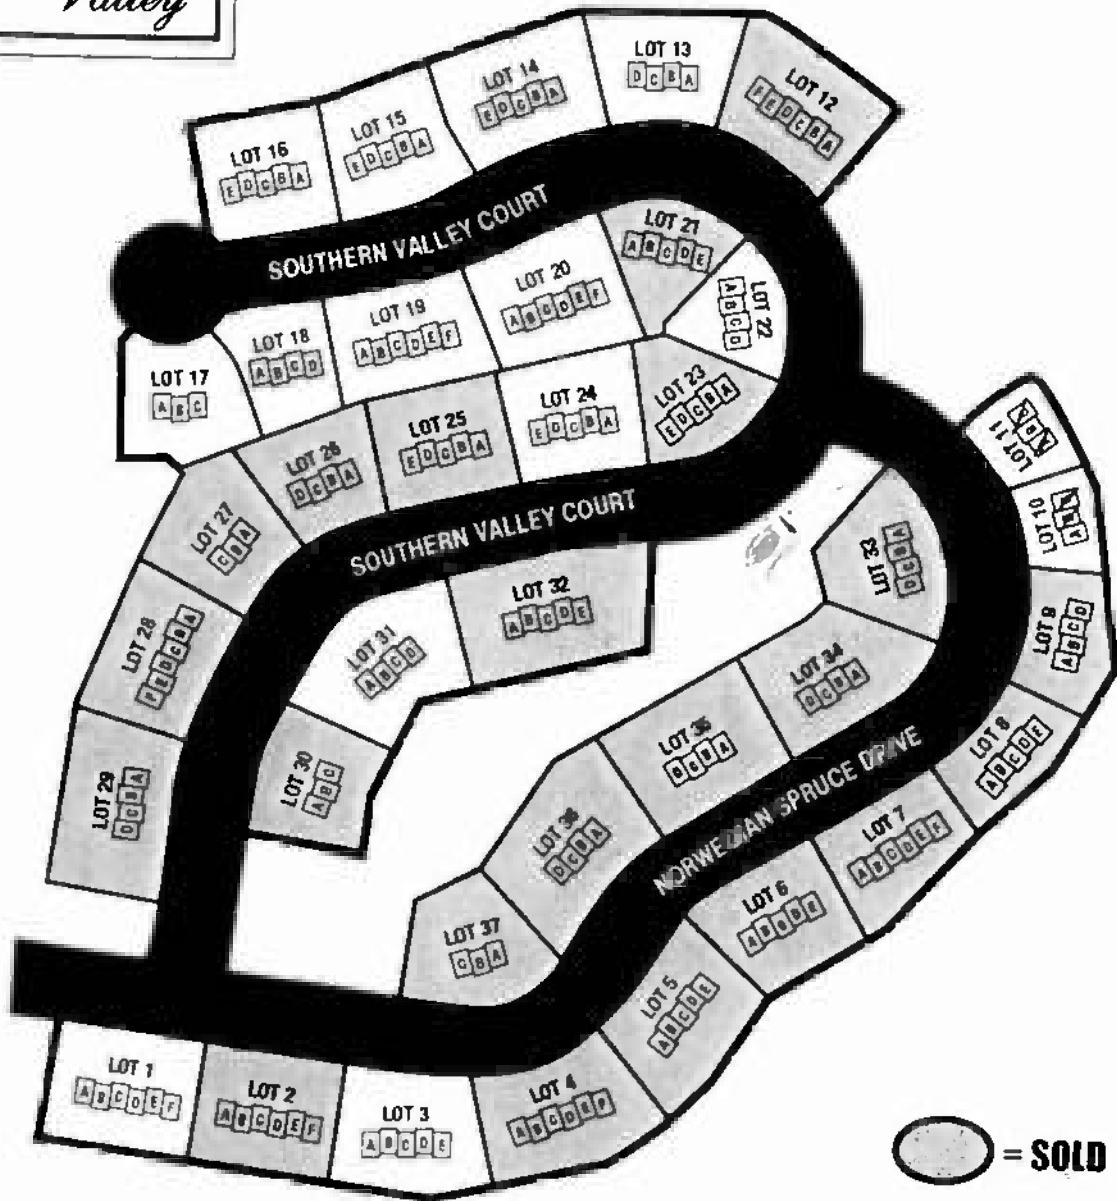 Valley
LOT 13
D C B A
LOT 14
E D C B A
LOT 12
F E D C B A
LOT 15
E D C B A
LOT 16
E D C B A
SOUTHERN VALLEY COURT
LOT 21
A B C D E
LOT 20
A B C D E F
LOT 22
A B C D
LOT 19
A B C D E F
LOT 18
A B C D
LOT 17
A B C
LOT 23
E D C B A
LOT 24
E D C B A
LOT 25
E D C B A
LOT 26
D C B A
LOT 27
C B A
LOT 11
LOT 10
SOUTHERN VALLEY COURT
LOT 33
A B C D
LOT 32
A B C D E
LOT 31
A B C D
LOT 28
F E D C B A
LOT 9
A B C D
LOT 34
D C B A
LOT 35
D C B A
LOT 8
A B C D E
LOT 30
A B C
LOT 29
D C B A
NORWEGIAN SPRUCE DRIVE
LOT 36
D C B A
LOT 7
A B C D E F
LOT 6
A B C D E
LOT 37
C B A
LOT 5
A B C D E
LOT 1
A B C D E F
LOT 2
A B C D E F
LOT 3
A B C D E
LOT 4
A B C D E F
= SOLD